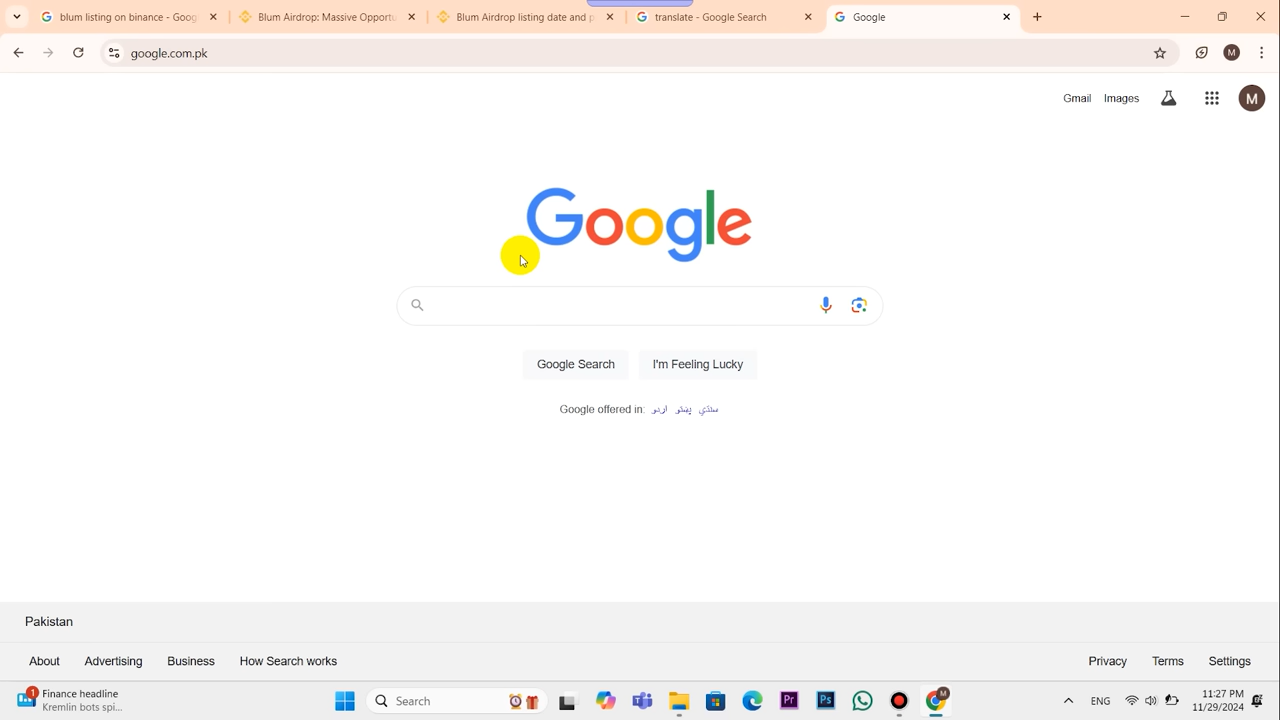 blum listing on binance - Goog
Blum Airdrop: Massive Opportu
Blum Airdrop listing date and p
translate - Google Search
Google
google.com.pk
M
Gmail Images
M
Google
Google Search
I'm Feeling Lucky
Google offered in: اردو پښتو سنڌي
Pakistan
About Advertising Business How Search works
Privacy Terms Settings
1
Finance headline
Kremlin bots spi...
Search
Pr
Ps
M
ENG
11:27 PM
11/29/2024